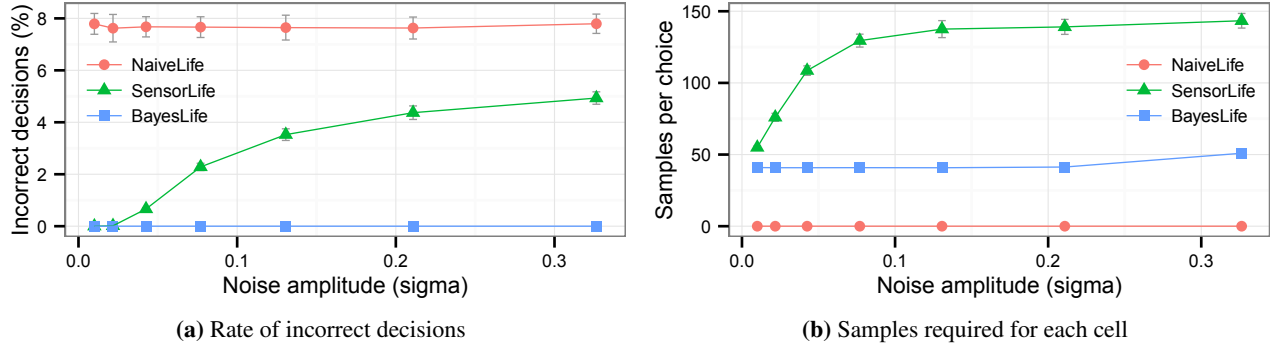 Incorrect decisions (%)
8
6
4
2
0
NaiveLife
SensorLife
BayesLife
0.0
0.1
0.2
0.3
Noise amplitude (sigma)
(a) Rate of incorrect decisions
Samples per choice
150
100
50
0
NaiveLife
SensorLife
BayesLife
0.0
0.1
0.2
0.3
Noise amplitude (sigma)
(b) Samples required for each cell